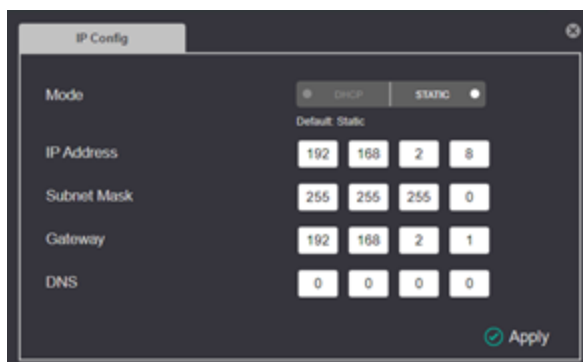 IP Config
Mode DHCP STATIC
Default: Static
IP Address 192 168 2 8
Subnet Mask 255 255 255 0
Gateway 192 168 2 1
DNS 0 0 0 0
Apply